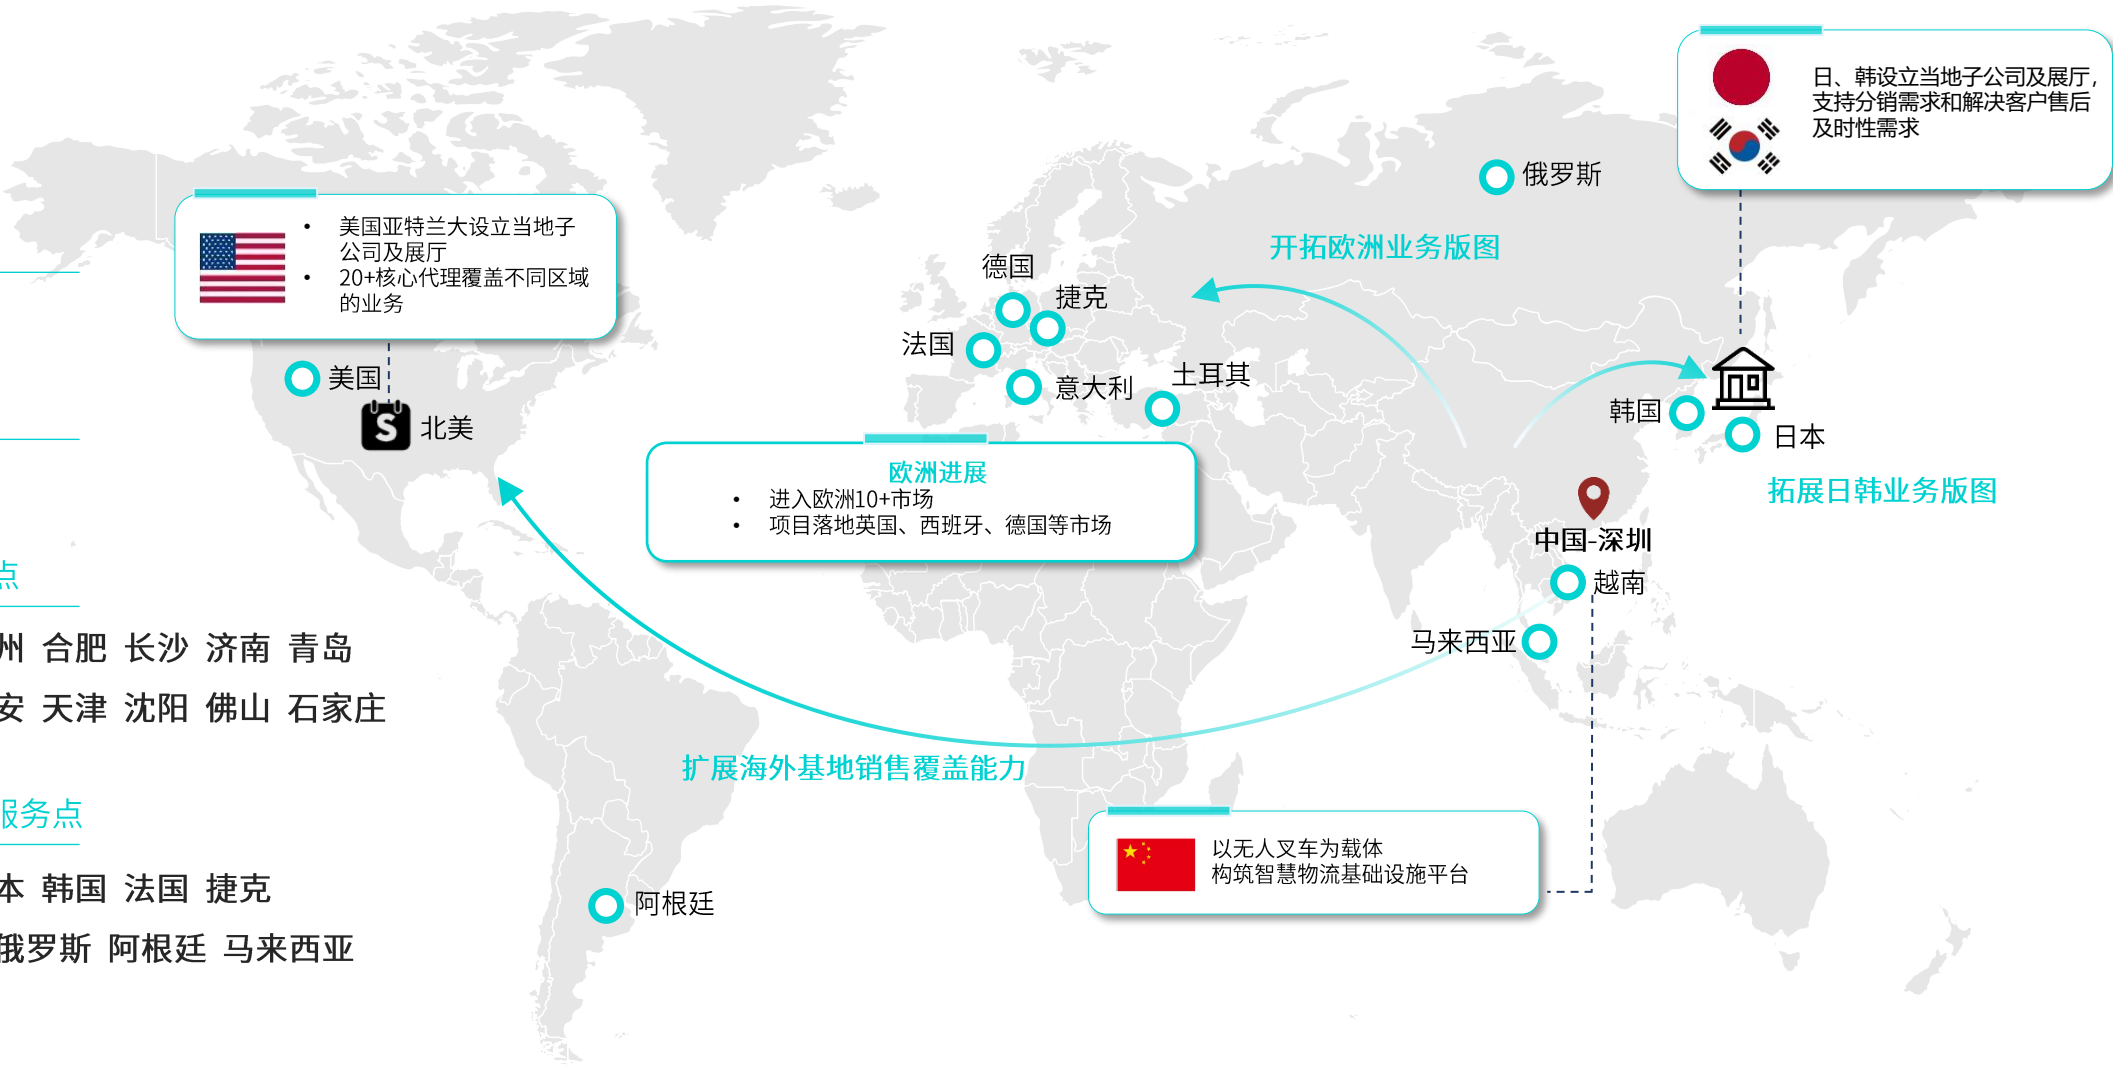 日、韩设立当地子公司及展厅,
支持分销需求和解决客户售后
及时性需求
俄罗斯
• 美国亚特兰大设立当地子
公司及展厅
• 20+核心代理覆盖不同区域
的业务
开拓欧洲业务版图
德国
捷克
法国
美国
土耳其
意大利
韩国
北美
日本
欧洲进展
• 进入欧洲10+市场
• 项目落地英国、西班牙、德国等市场
拓展日韩业务版图
中国-深圳
越南
点
马来西亚
州 合肥 长沙 济南 青岛
安 天津 沈阳 佛山 石家庄
扩展海外基地销售覆盖能力
服务点
以无人叉车为载体
构筑智慧物流基础设施平台
本 韩国 法国 捷克
阿根廷
俄罗斯 阿根廷 马来西亚
S